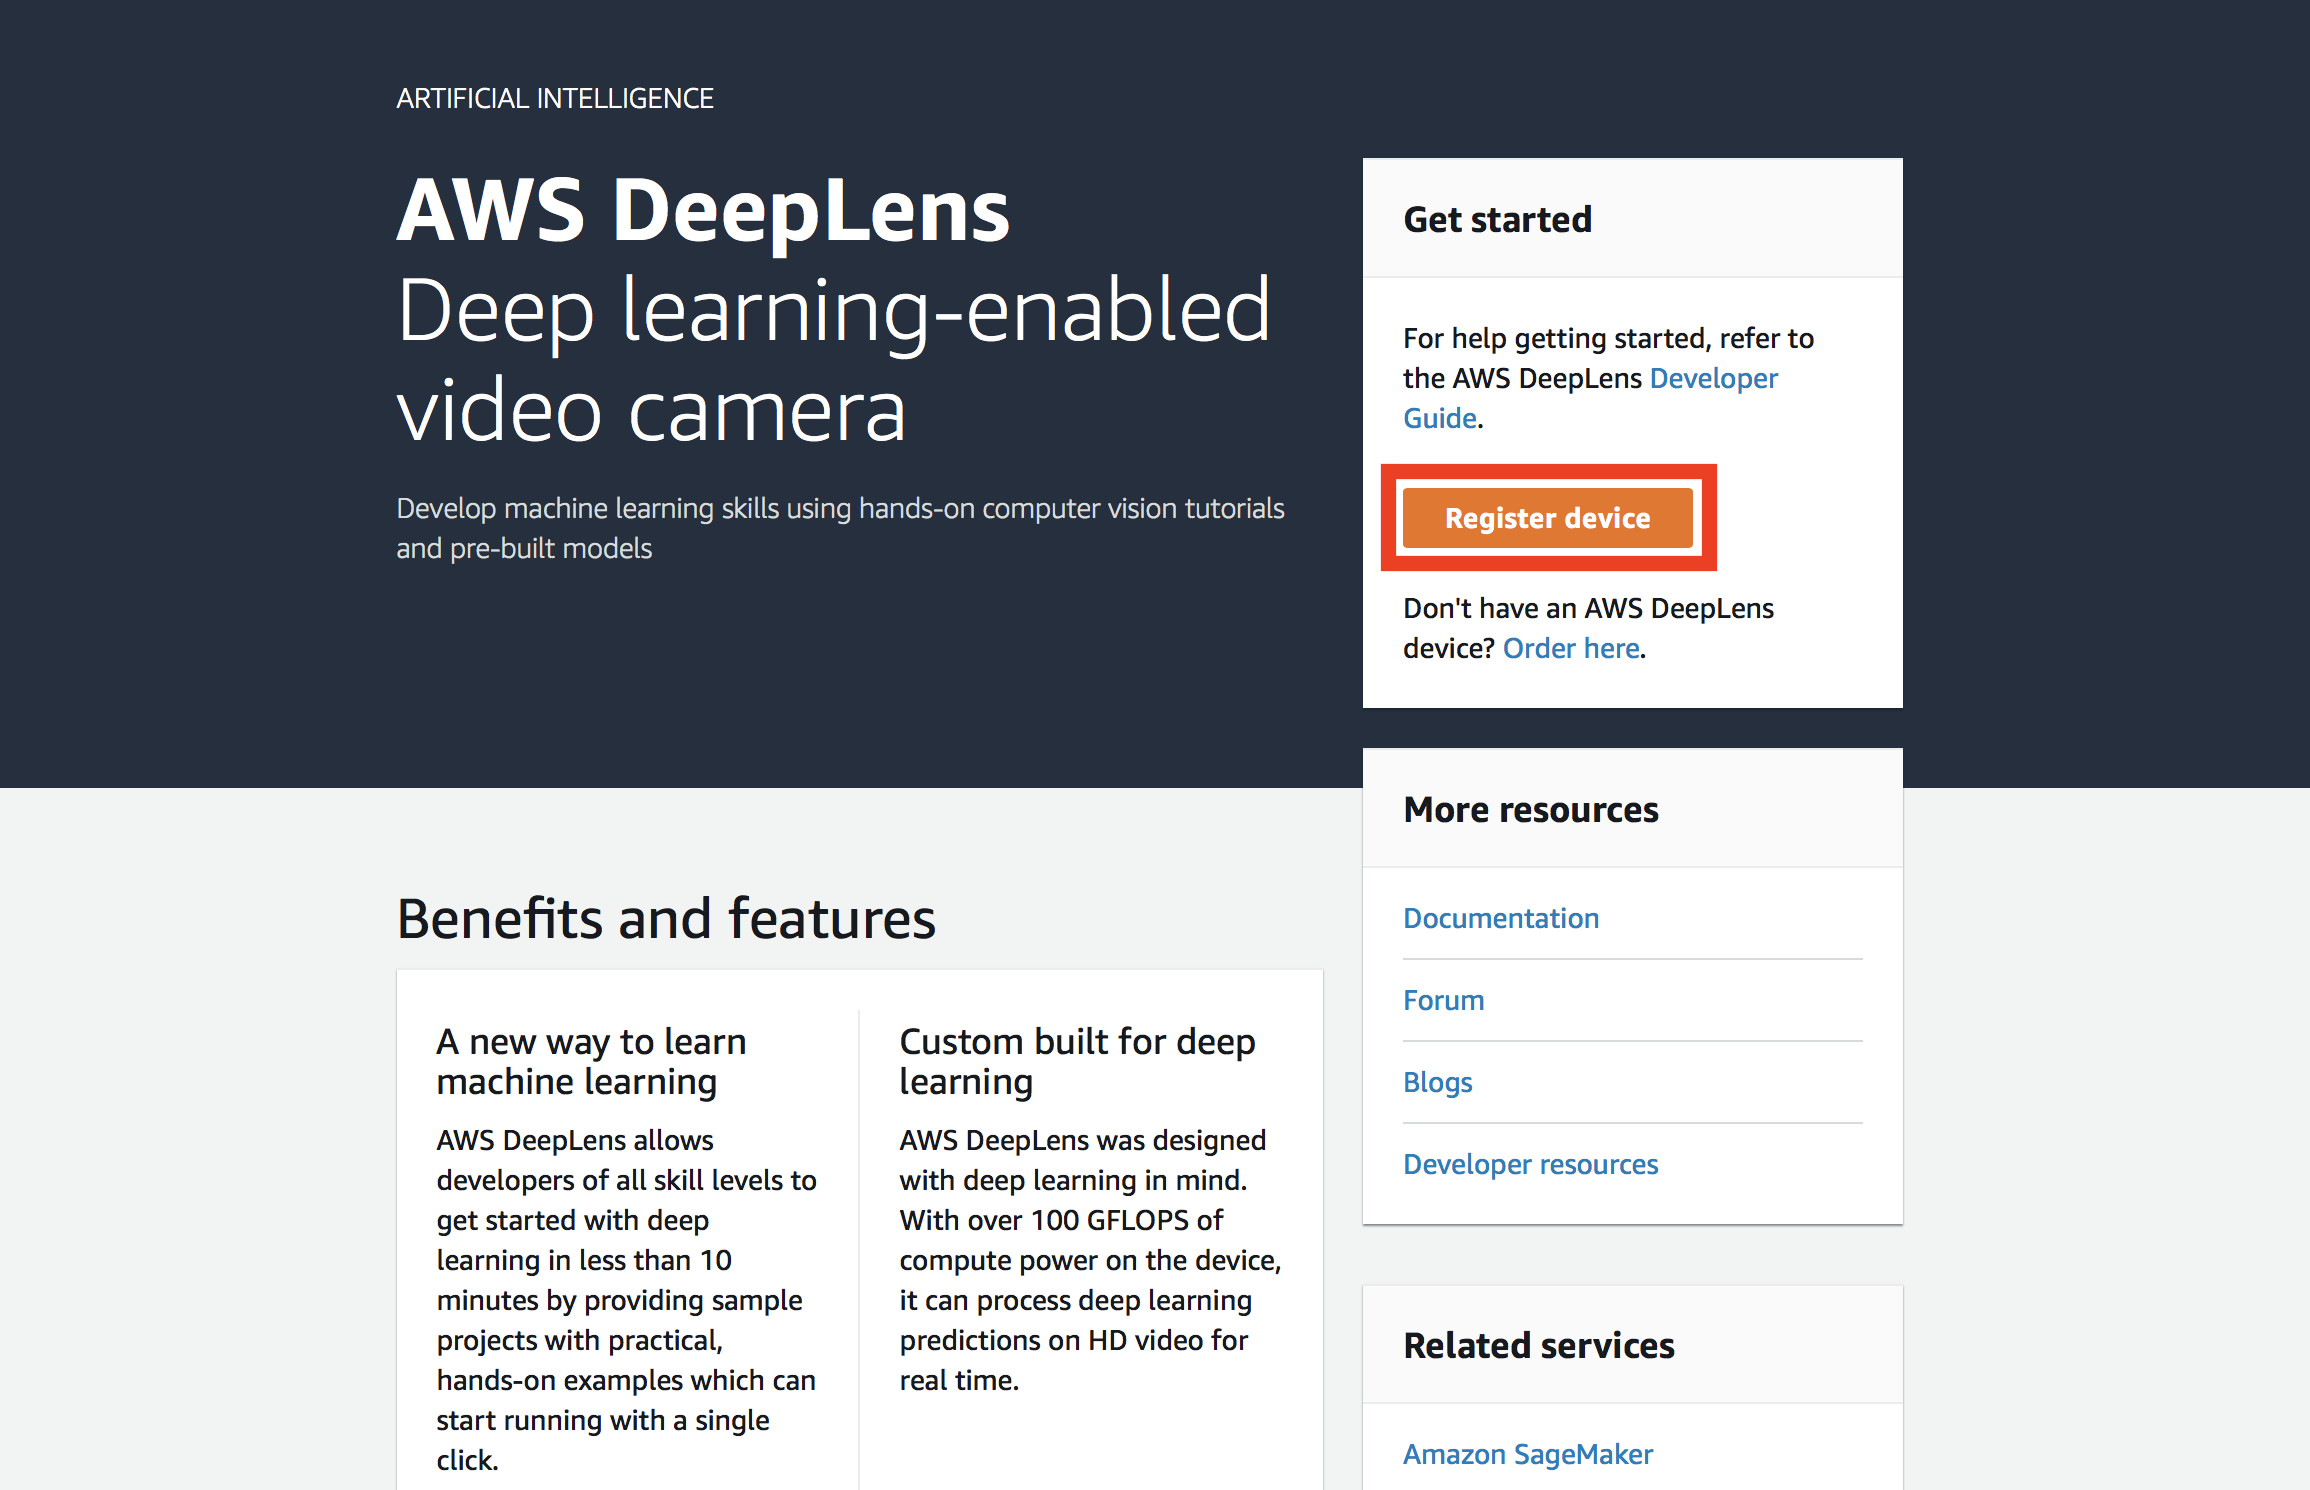 ARTIFICIAL INTELLIGENCE
AWS DeepLens
Deep learning-enabled
video camera
Develop machine learning skills using hands-on computer vision tutorials
and pre-built models
Get started
For help getting started, refer to
the AWS DeepLens Developer
Guide.
Register device
Don't have an AWS DeepLens
device? Order here.
More resources
Documentation
Forum
Blogs
Developer resources
Related services
Amazon SageMaker
Benefits and features
A new way to learn
machine learning
AWS DeepLens allows
developers of all skill levels to
get started with deep
learning in less than 10
minutes by providing sample
projects with practical,
hands-on examples which can
start running with a single
click.
Custom built for deep
learning
AWS DeepLens was designed
with deep learning in mind.
With over 100 GFLOPS of
compute power on the device,
it can process deep learning
predictions on HD video for
real time.